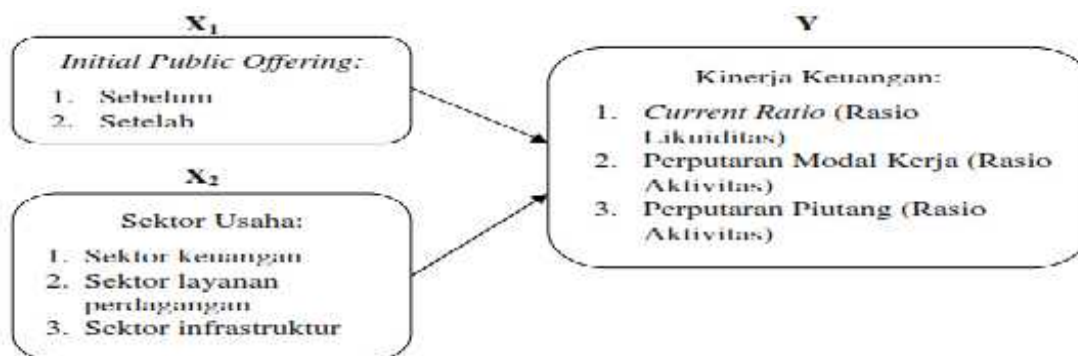 X₁
Initial Public Offering:
1. Sebelum
2. Setelah
X₂
Sektor Usaha:
1. Sektor keuangan
2. Sektor layanan
perdagangan
3. Sektor infrastruktur
Y
Kinerja Keuangan:
1. Current Ratio (Rasio
Likuiditas)
2. Perputaran Modal Kerja (Rasio
Aktivitas)
3. Perputaran Piutang (Rasio
Aktivitas)